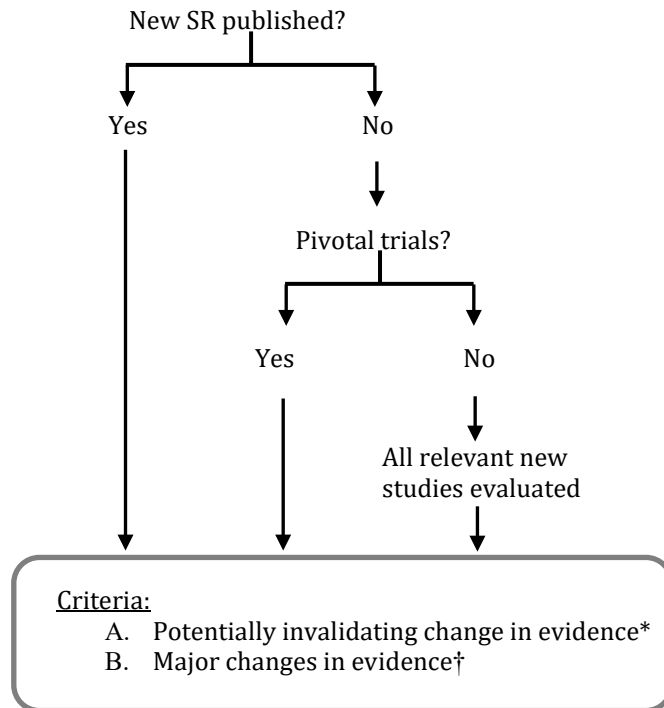 New SR published?
Yes
No
Pivotal trials?
Yes
No
All relevant new
studies evaluated
Criteria:
A. Potentially invalidating change in evidence*
B. Major changes in evidence†